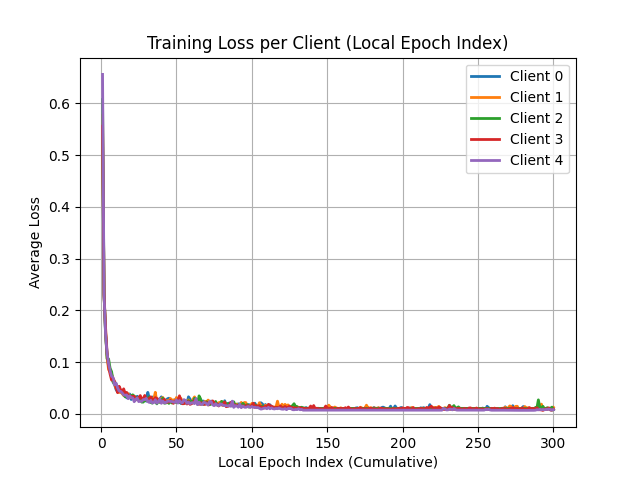 Training Loss per Client (Local Epoch Index)
Client 0
Client 1
Client 2
Client 3
Client 4
Average Loss
0.6
0.5
0.4
0.3
0.2
0.1
0.0
0 50 100 150 200 250 300
Local Epoch Index (Cumulative)